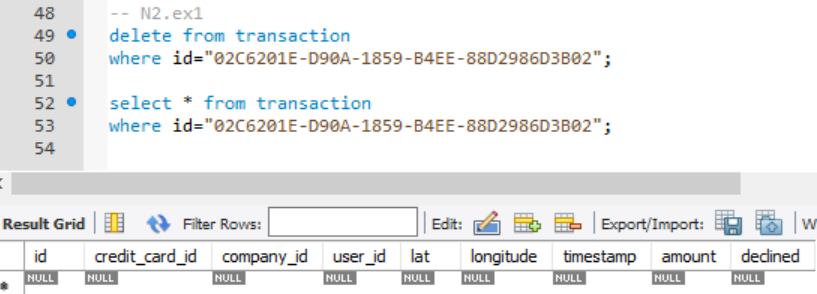 48 -- N2.ex1
49 delete from transaction
50 where id="02C6201E-D90A-1859-B4EE-88D2986D3B02";
51
52 select * from transaction
53 where id="02C6201E-D90A-1859-B4EE-88D2986D3B02";
54
Result Grid Filter Rows: Edit: Export/Import: W
id credit_card_id company_id user_id lat longitude timestamp amount declined
* NULL NULL NULL NULL NULL NULL NULL NULL NULL